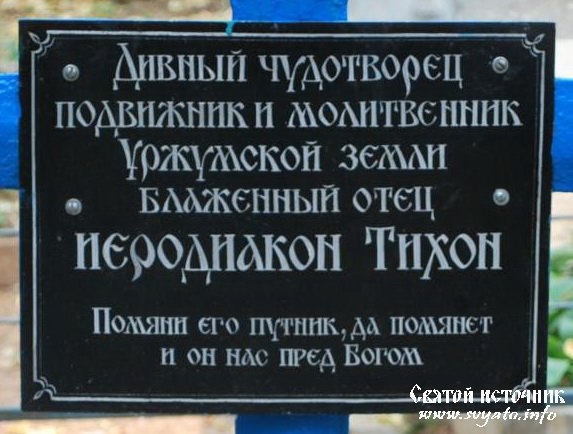 Дивный чудотворец
подвижник и молитвенник
Уржумской земли
блаженный отец
иеродиакон Тихон
Помяни его путник, да помянет
и он нас пред Богом
Святой источник
www.svyato.info